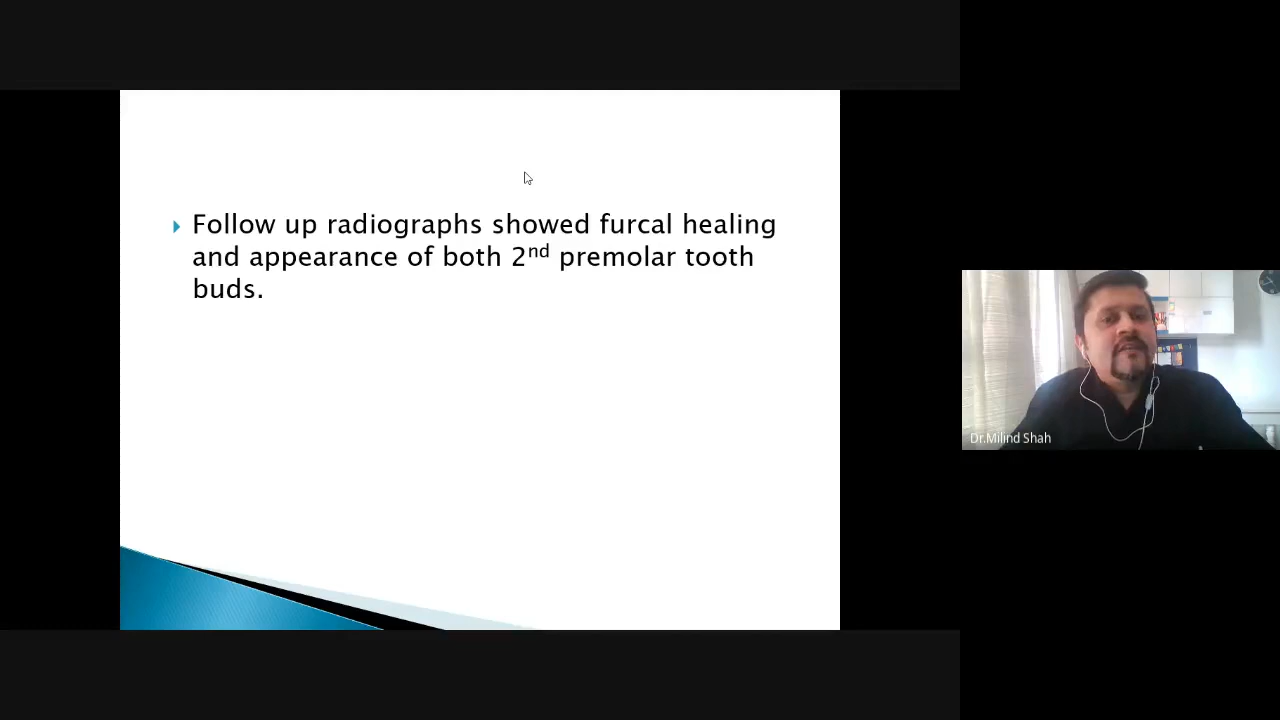 Follow up radiographs showed furcal healing
and appearance of both 2nd premolar tooth
buds.
Dr.Milind Shah